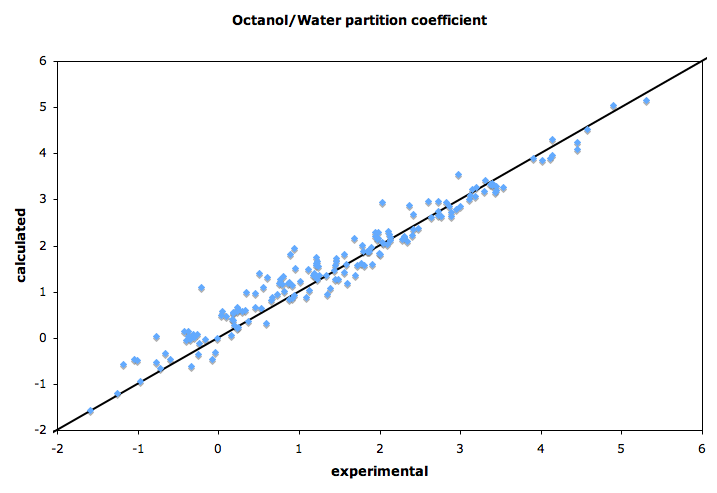 Octanol/Water partition coefficient
6
5
4
3
2
1
0
-1
-2
calculated
-2 -1 0 1 2 3 4 5 6
experimental